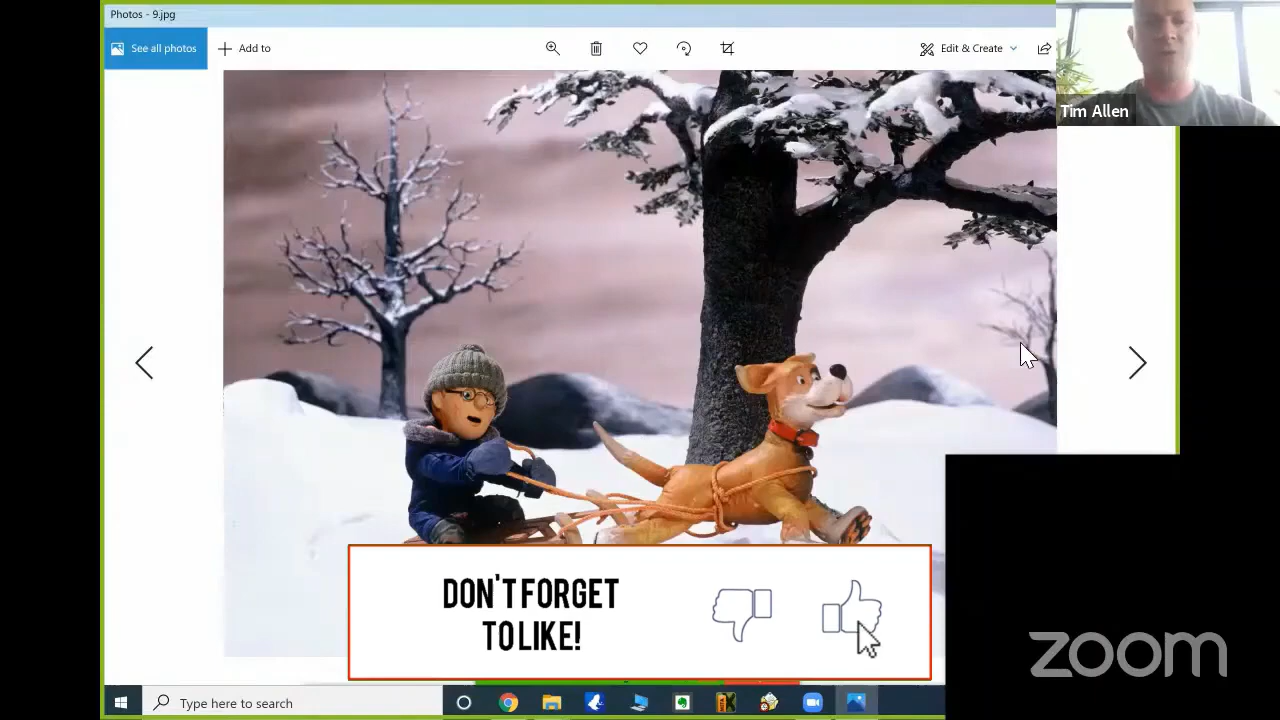 Photos - 9.jpg
See all photos
Add to
Edit & Create
Tim Allen
DON'T FORGET
TO LIKE!
zoom
Type here to search